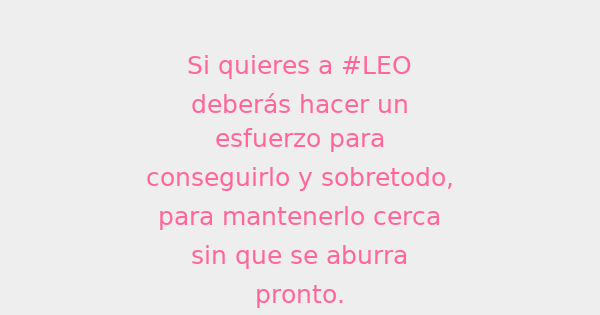 Si quieres a #LEO
deberás hacer un
esfuerzo para
conseguirlo y sobretodo,
para mantenerlo cerca
sin que se aburra
pronto.